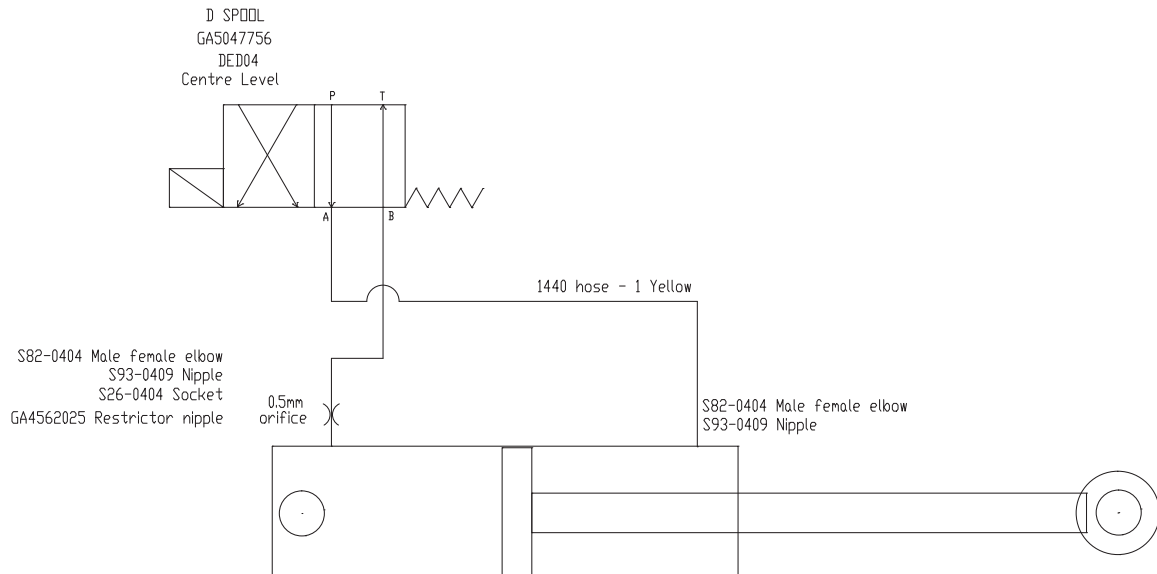 D SPOOL
GA5047756
DED04
Centre Level
P T
A B
1440 hose - 1 Yellow
S82-0404 Male female elbow
S93-0409 Nipple
S26-0404 Socket
GA4562025 Restrictor nipple
0.5mm
orifice
S82-0404 Male female elbow
S93-0409 Nipple